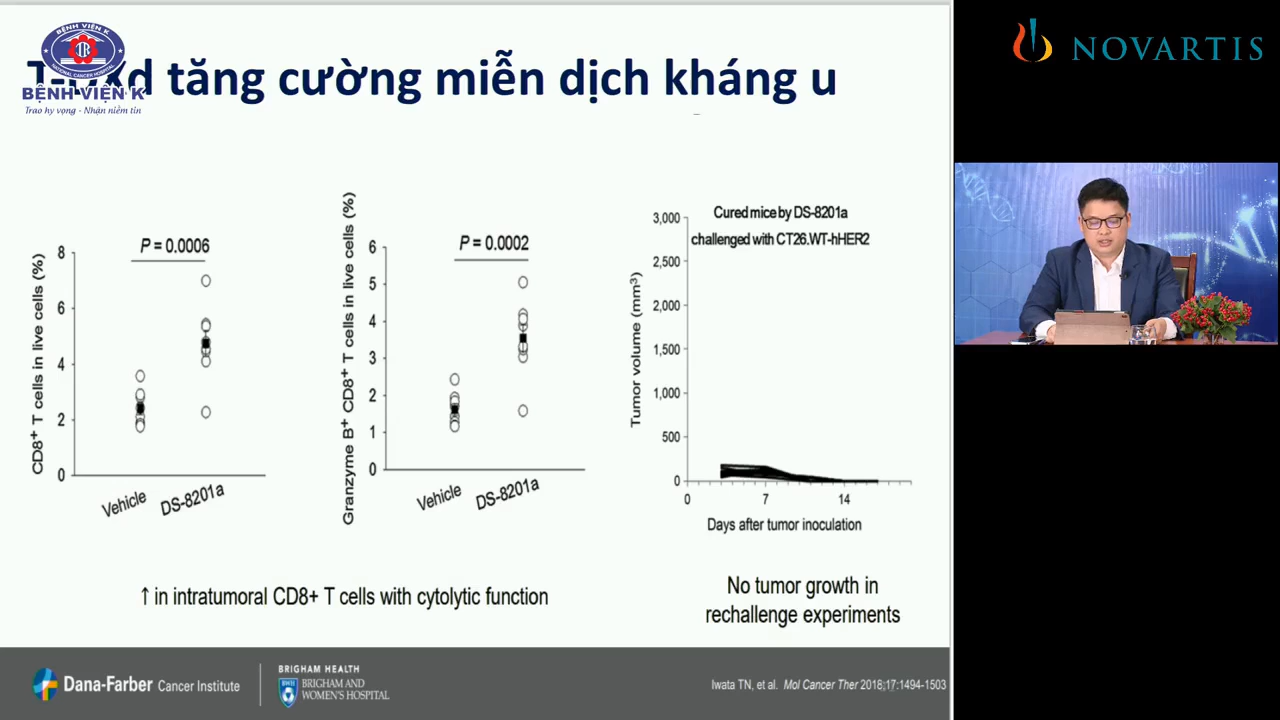 BỆNH VIỆN K
NATIONAL CANCER HOSPITAL
BỆNH VIỆN K
Trao hy vọng - Nhận niềm tin
T-DXd tăng cường miễn dịch kháng u
NOVARTIS
CD8+ T cells in live cells (%)
8
6
4
2
0
P = 0.0006
Vehicle
DS-8201a
Granzyme B+ CD8+ T cells in live cells (%)
6
5
4
3
2
1
0
P = 0.0002
Vehicle
DS-8201a
Cured mice by DS-8201a
challenged with CT26.WT-hHER2
Tumor volume (mm3)
3,000
2,500
2,000
1,500
1,000
500
0
0 7 14
Days after tumor inoculation
↑ in intratumoral CD8+ T cells with cytolytic function
No tumor growth in
rechallenge experiments
Dana-Farber Cancer Institute
BRIGHAM HEALTH
BRIGHAM AND
WOMEN'S HOSPITAL
Iwata TN, et al. Mol Cancer Ther 2018;17:1494-1503